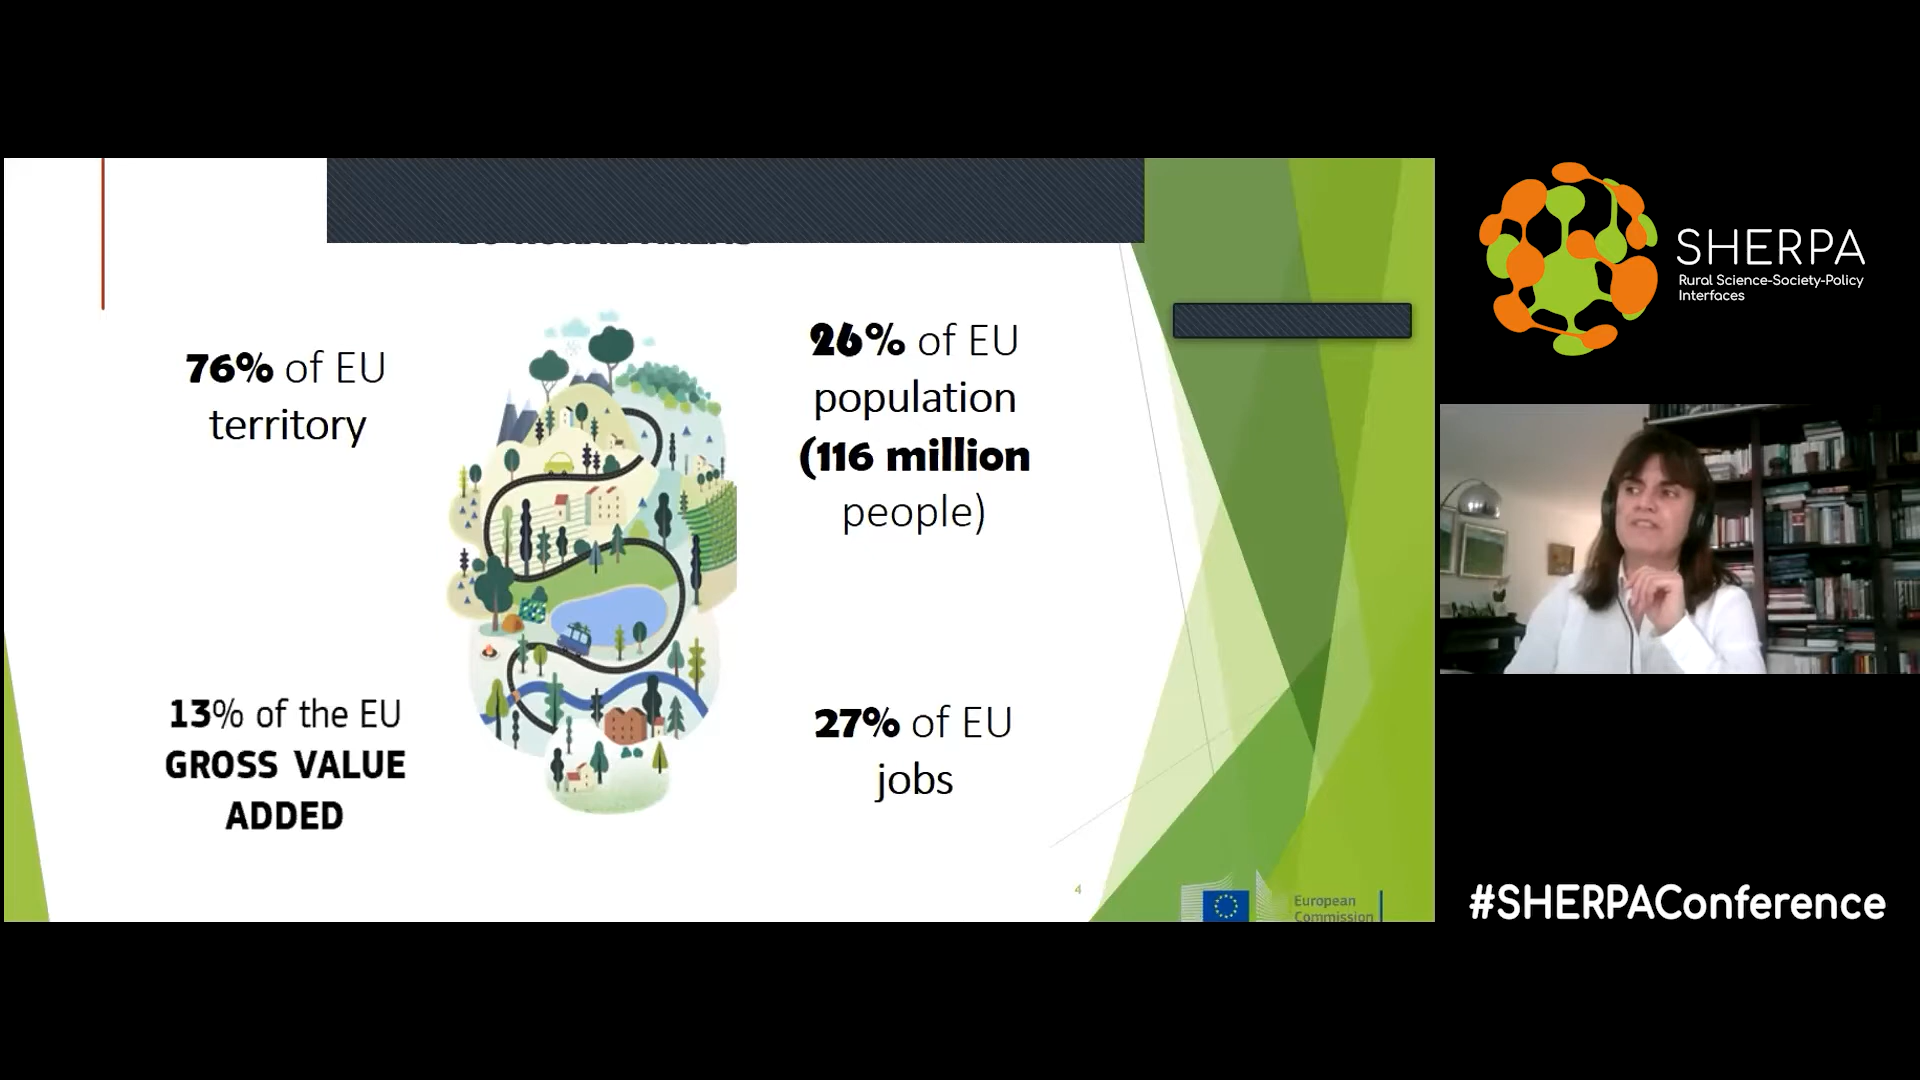 76% of EU
territory
26% of EU
population
(116 million
people)
13% of the EU
GROSS VALUE
ADDED
27% of EU
jobs
4
European
Commission
SHERPA
Rural Science-Society-Policy
Interfaces
#SHERPAConference